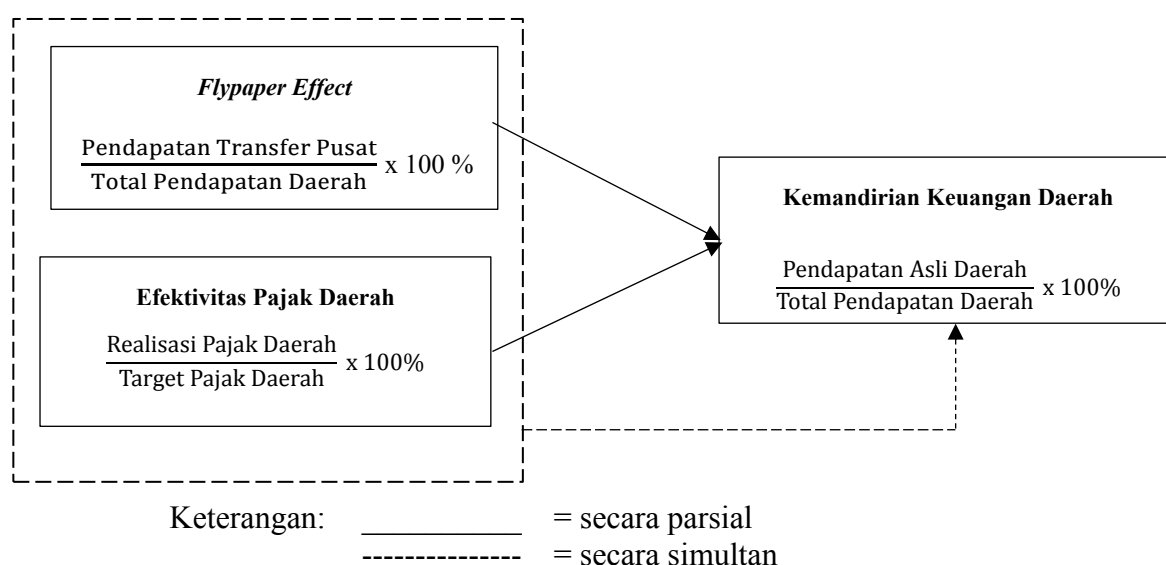 Flypaper Effect
Pendapatan Transfer Pusat
Total Pendapatan Daerah
x 100 %
Kemandirian Keuangan Daerah
Pendapatan Asli Daerah
Total Pendapatan Daerah
x 100%
Efektivitas Pajak Daerah
Realisasi Pajak Daerah
Target Pajak Daerah
x 100%
Keterangan: = secara parsial
= secara simultan